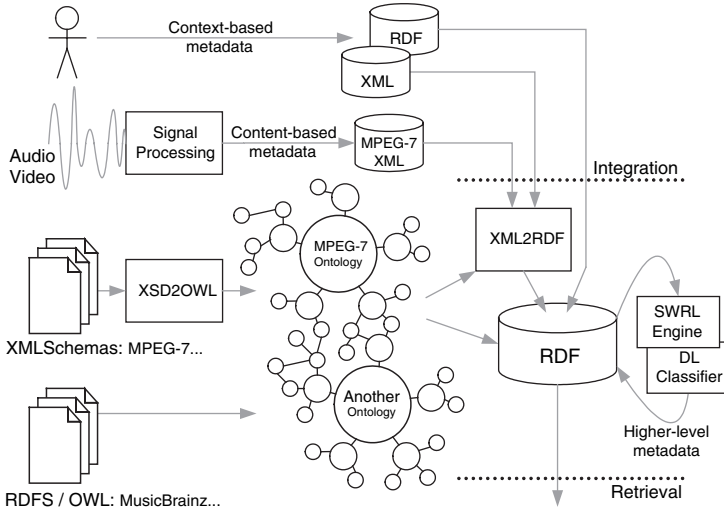 Context-based
metadata
RDF
XML
Audio
Video
Signal
Processing
Content-based
metadata
MPEG-7
XML
Integration
XML2RDF
MPEG-7
Ontology
XSD2OWL
XMLSchemas: MPEG-7...
RDF
SWRL
Engine
DL
Classifier
Another
Ontology
Higher-level
metadata
RDFS / OWL: MusicBrainz...
Retrieval